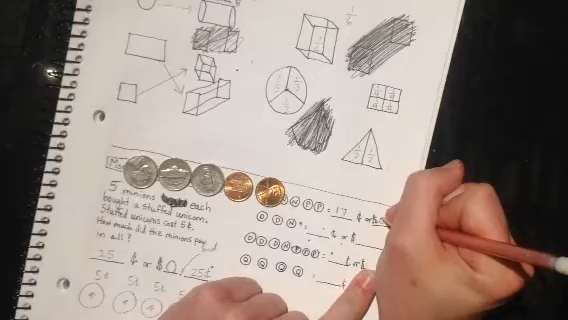 1/6
1/3 1/3
1/3
1/4 1/4
1/4 1/4
1/2 1/2
5 minions each
bought a stuffed unicorn.
Stuffed unicorns cost 5¢.
How much did the minions pay
in all?
25 ¢ or $0.25¢
5¢ 5¢ 5¢
N P P = 17 ¢ or
D D N = ¢ or $
D D D N P P P = ¢ or $
Q Q Q Q = ¢